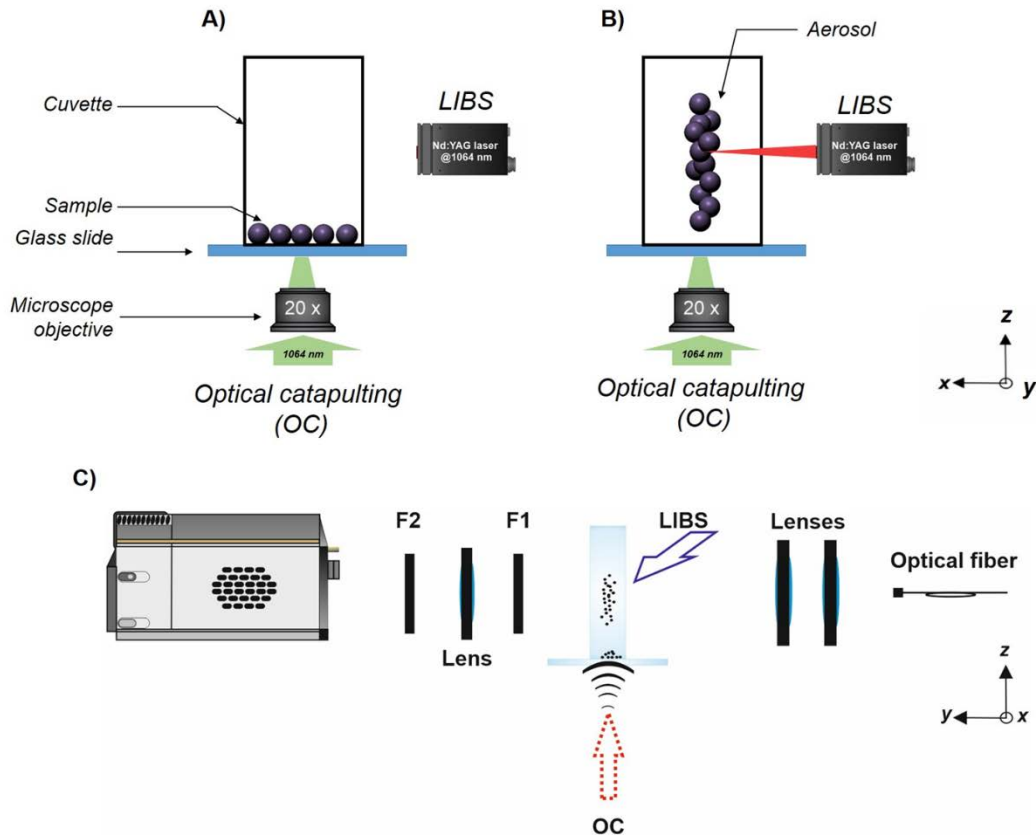 A)
Cuvette
LIBS
Nd:YAG laser
@1064 nm
Sample
Glass slide
Microscope
objective
20 x
1064 nm
Optical catapulting
(OC)
B)
Aerosol
LIBS
Nd:YAG laser
@1064 nm
20 x
1064 nm
Optical catapulting
(OC)
z
x
y
C)
F2
F1
LIBS
Lenses
Optical fiber
Lens
z
y
x
OC